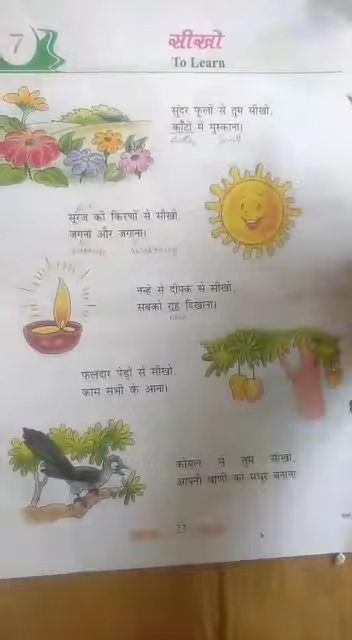 7
सीखो
To Learn
सुंदर फूलों से तुम सीखो,
काँटों में मुस्काना।
सूरज की किरणों से सीखो,
जगना और जगाना।
नन्हे से दीपक से सीखो,
सबको राह दिखाना।
फलदार पेड़ों से सीखो,
काम सभी के आना।
कोयल से तुम सीखो,
अपनी वाणी को मधुर बनाना
23